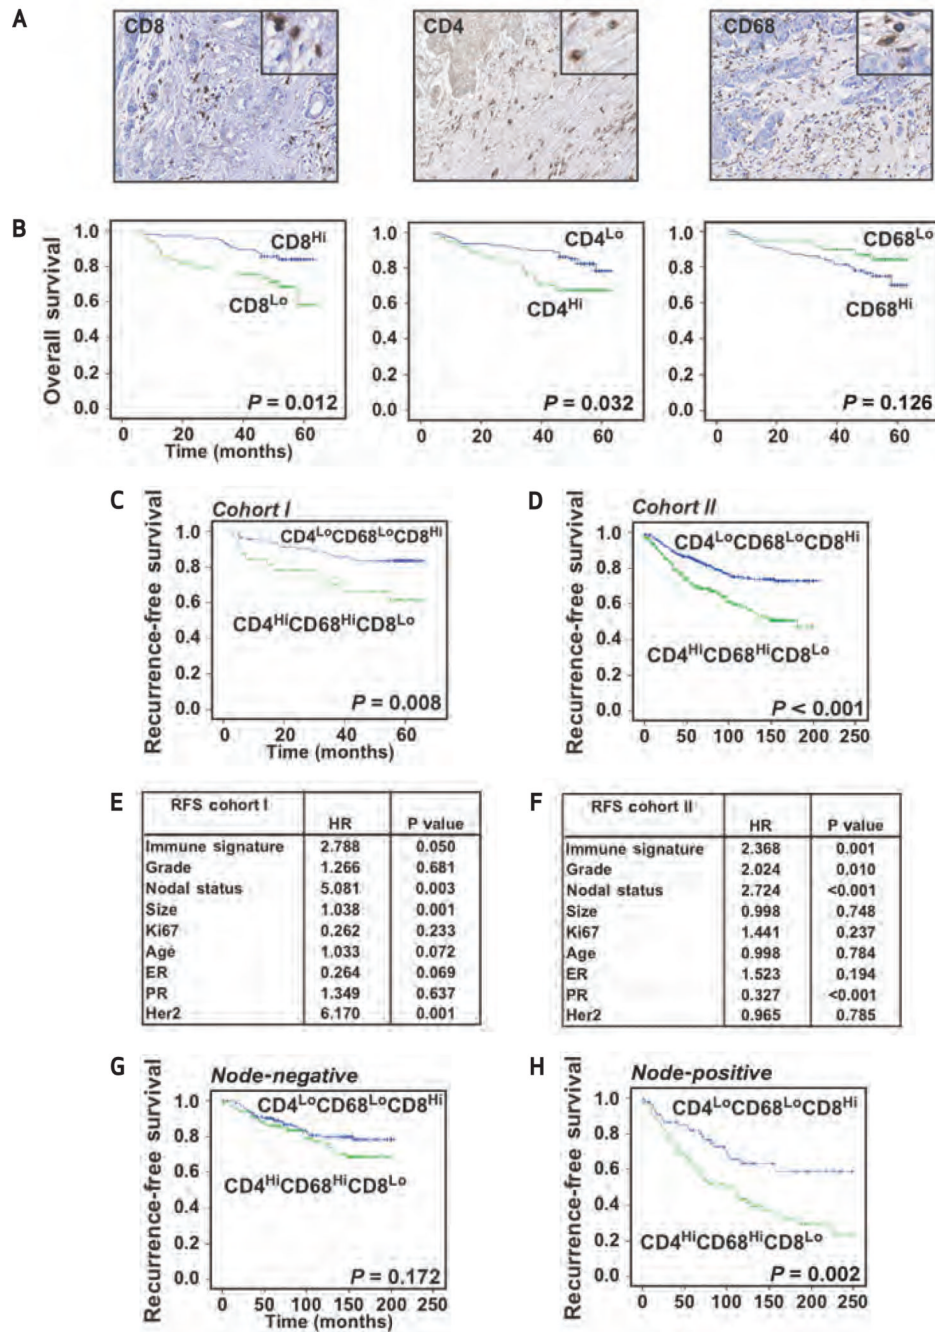 A
CD8
CD4
CD68
B
Overall survival
1.0
0.8
0.6
0.4
0.2
0.0
CD8Hi
CD8Lo
P = 0.012
0 20 40 60
Time (months)
1.0
0.8
0.6
0.4
0.2
0.0
CD4Lo
CD4Hi
P = 0.032
0 20 40 60
1.0
0.8
0.6
0.4
0.2
0.0
CD68Lo
CD68Hi
P = 0.126
0 20 40 60
C
Cohort I
Recurrence-free survival
1.0
0.8
0.6
0.4
0.2
0.0
CD4LoCD68LoCD8Hi
CD4HiCD68HiCD8Lo
P = 0.008
0 20 40 60
Time (months)
D
Cohort II
Recurrence-free survival
1.0
0.8
0.6
0.4
0.2
0.0
CD4LoCD68LoCD8Hi
CD4HiCD68HiCD8Lo
P < 0.001
0 50 100 150 200 250
E
RFS cohort I HR P value
Immune signature 2.788 0.050
Grade 1.266 0.681
Nodal status 5.081 0.003
Size 1.038 0.001
Ki67 0.262 0.233
Age 1.033 0.072
ER 0.264 0.069
PR 1.349 0.637
Her2 6.170 0.001
F
RFS cohort II HR P value
Immune signature 2.368 0.001
Grade 2.024 0.010
Nodal status 2.724 <0.001
Size 0.998 0.748
Ki67 1.441 0.237
Age 0.998 0.784
ER 1.523 0.194
PR 0.327 <0.001
Her2 0.965 0.785
G
Node-negative
Recurrence-free survival
1.0
0.8
0.6
0.4
0.2
0.0
CD4LoCD68LoCD8Hi
CD4HiCD68HiCD8Lo
P = 0.172
0 50 100 150 200 250
Time (months)
H
Node-positive
Recurrence-free survival
1.0
0.8
0.6
0.4
0.2
0.0
CD4LoCD68LoCD8Hi
CD4HiCD68HiCD8Lo
P = 0.002
0 50 100 150 200 250